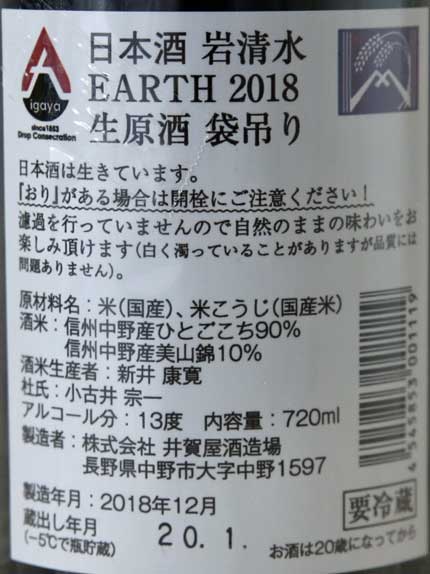 igaya
since1863
Drop Consecration
日本酒 岩清水
EARTH 2018
生原酒 袋吊り
日本酒は生きています。
『おり』がある場合は開栓にご注意ください！
濾過を行っていませんので自然のままの味わいをお
楽しみ頂けます(白く濁っていることがありますが品質には
問題ありません)。
原材料名：米(国産)、米こうじ(国産米)
酒米：信州中野産ひとごこち90%
信州中野産美山錦10%
酒米生産者：新井 康寛
杜氏：小古井 宗一
アルコール分：13度 内容量：720ml
製造者：株式会社 井賀屋酒造場
長野県中野市大字中野1597
4545853001119
製造年月：2018年12月
蔵出し年月
(−5℃で瓶貯蔵)
20.1.
要冷蔵
お酒は20歳になってから